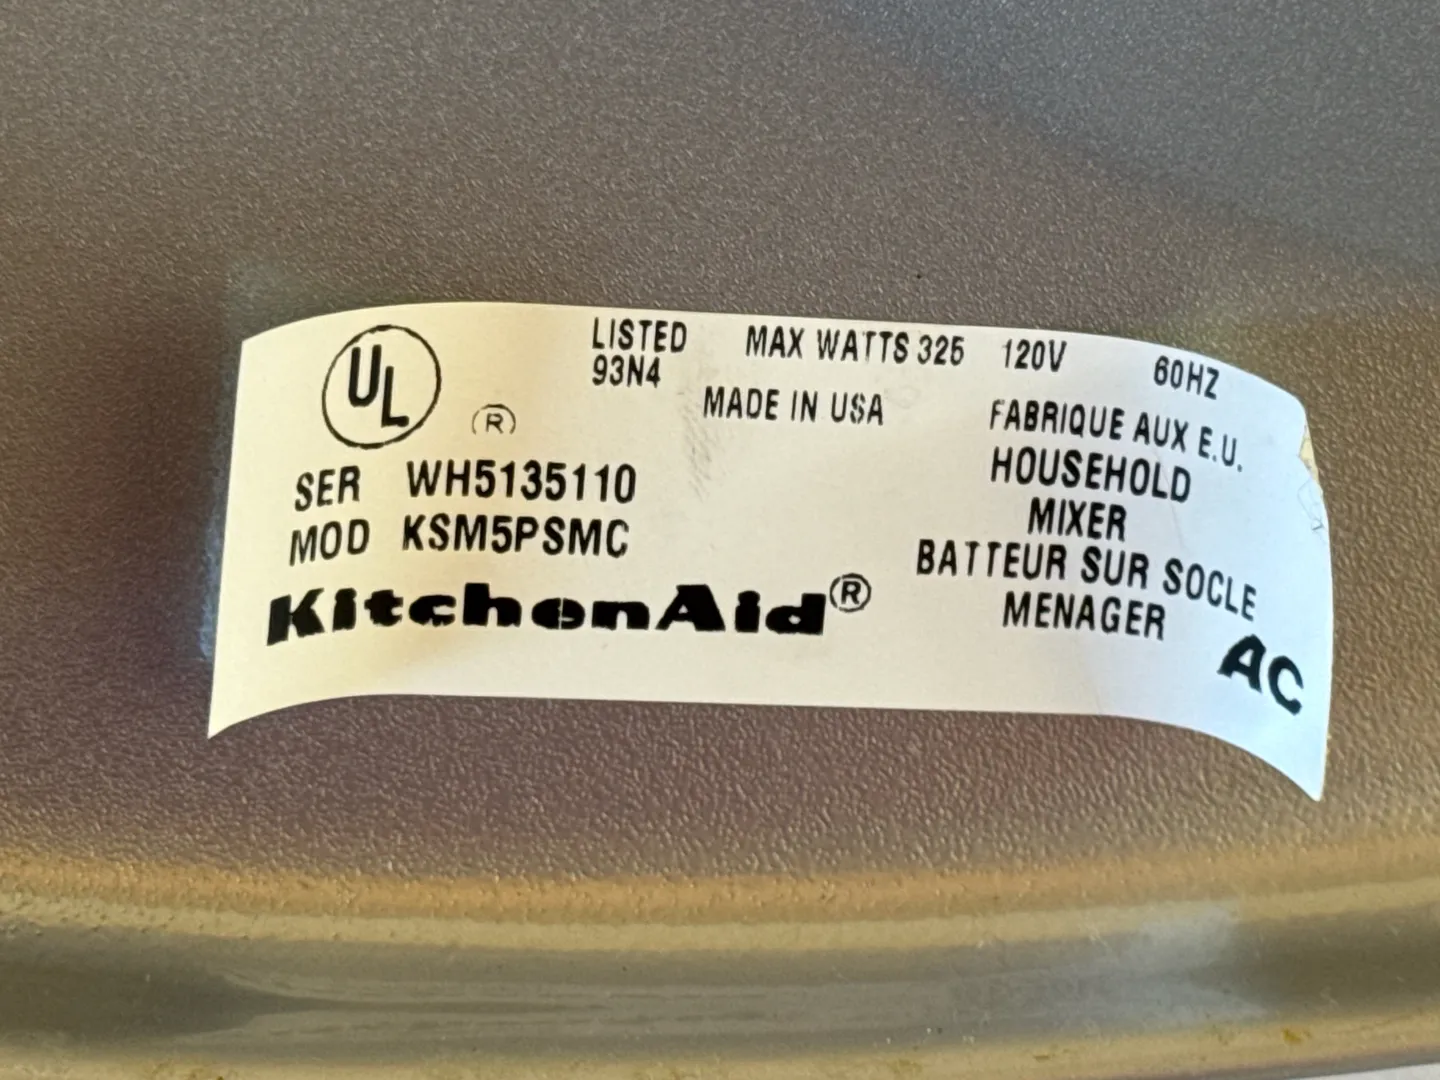 UL
®
LISTED
93N4
MAX WATTS 325 120V 60HZ
MADE IN USA
FABRIQUE AUX E.U.
SER WH5135110
MOD KSM5PSMC
KitchenAid®
HOUSEHOLD
MIXER
BATTEUR SUR SOCLE
MENAGER
AC